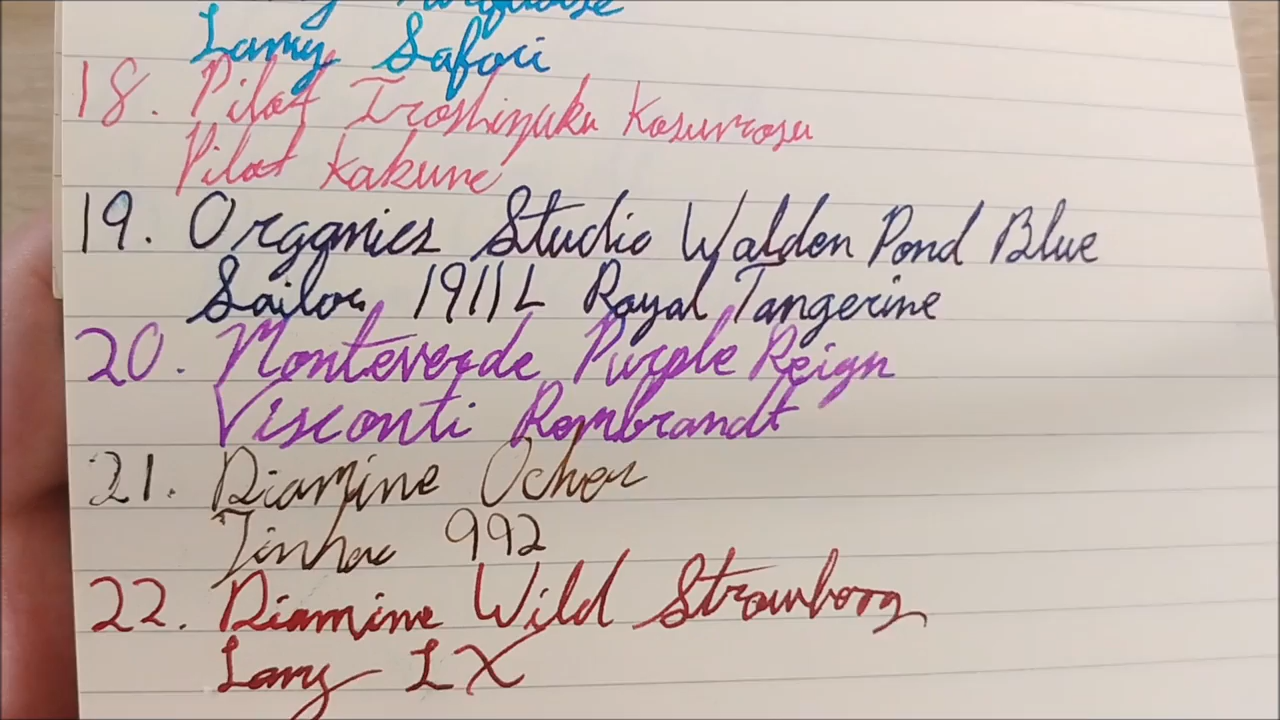 Turquoise
Lamy Safari
18. Pilot Iroshizuku Kosumosu
Pilot Kakuno
19. Organics Studio Walden Pond Blue
Sailor 1911L Royal Tangerine
20. Monteverde Purple Reign
Visconti Rembrandt
21. Diamine Ocher
Jinhao 992
22. Diamine Wild Strawberry
Lamy LX